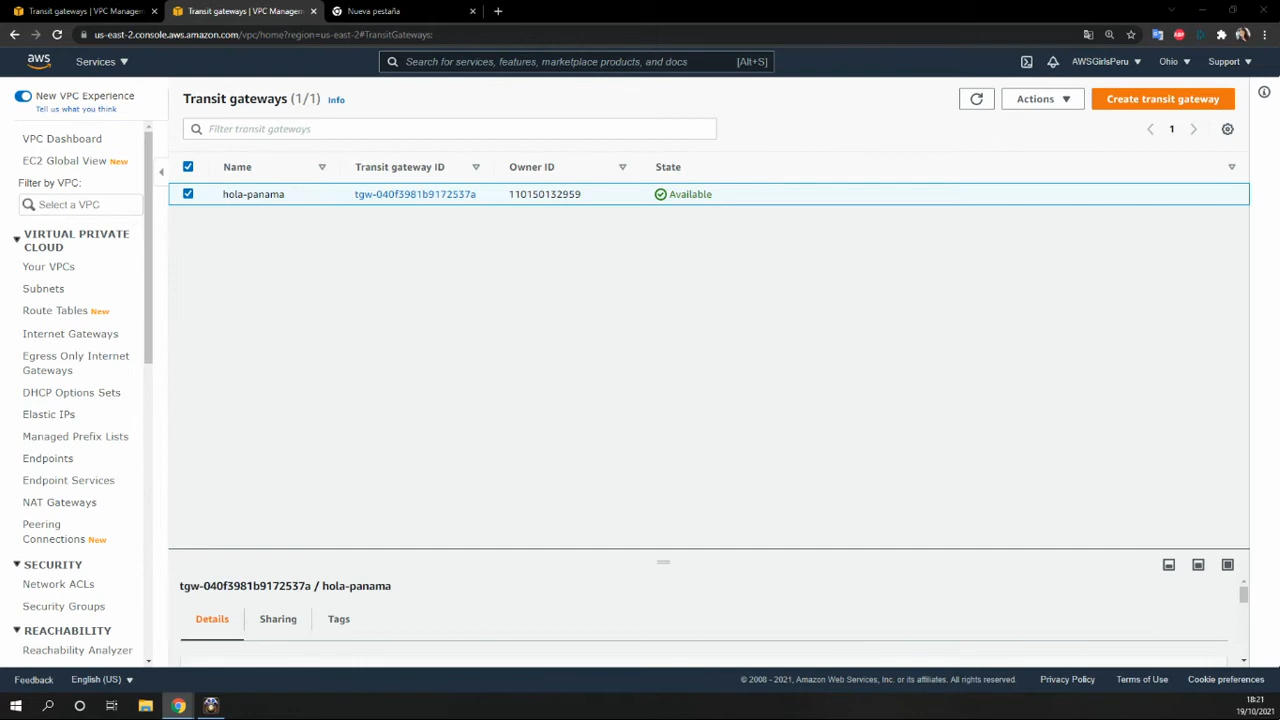 Transit gateways | VPC Managem
Transit gateways | VPC Managem
Nueva pestaña
us-east-2.console.aws.amazon.com/vpc/home?region=us-east-2#TransitGateways:
aws
Services
Search for services, features, marketplace products, and docs
[Alt+S]
AWSGirlsPeru
Ohio
Support
New VPC Experience
Tell us what you think
VPC Dashboard
EC2 Global View New
Filter by VPC:
Select a VPC
VIRTUAL PRIVATE
CLOUD
Your VPCs
Subnets
Route Tables New
Internet Gateways
Egress Only Internet
Gateways
DHCP Options Sets
Elastic IPs
Managed Prefix Lists
Endpoints
Endpoint Services
NAT Gateways
Peering
Connections New
SECURITY
Network ACLs
Security Groups
REACHABILITY
Reachability Analyzer
Transit gateways (1/1) Info
Actions
Create transit gateway
Filter transit gateways
1
Name
Transit gateway ID
Owner ID
State
hola-panama
tgw-040f3981b9172537a
110150132959
Available
tgw-040f3981b9172537a / hola-panama
Details
Sharing
Tags
Feedback
English (US)
© 2008 - 2021, Amazon Web Services, Inc. or its affiliates. All rights reserved.
Privacy Policy
Terms of Use
Cookie preferences
18:21
19/10/2021